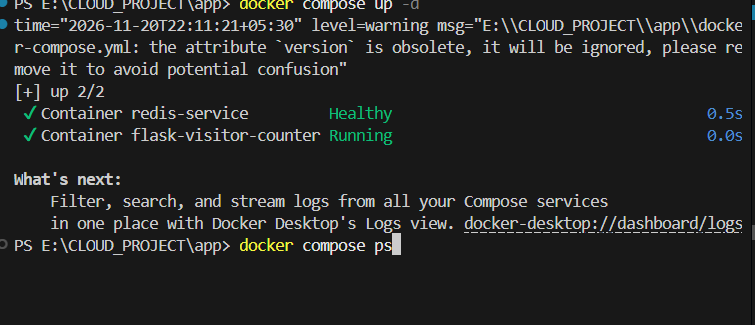 PS E:\CLOUD_PROJECT\app> docker compose up -d
time="2026-11-20T22:11:21+05:30" level=warning msg="E:\\CLOUD_PROJECT\\app\\docke
r-compose.yml: the attribute `version` is obsolete, it will be ignored, please re
move it to avoid potential confusion"
[+] up 2/2
✓ Container redis-service Healthy 0.5s
✓ Container flask-visitor-counter Running 0.0s
What's next:
Filter, search, and stream logs from all your Compose services
in one place with Docker Desktop's Logs view. docker-desktop://dashboard/logs
PS E:\CLOUD_PROJECT\app> docker compose ps